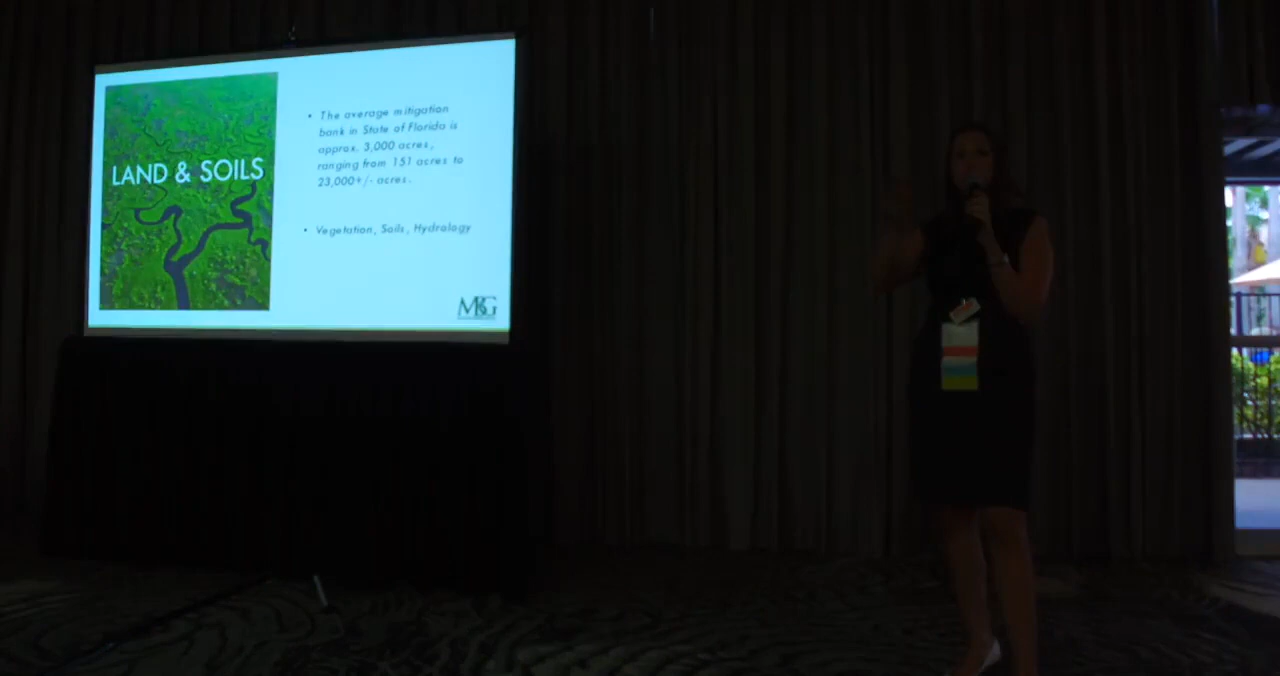 LAND & SOILS
• The average mitigation
bank in State of Florida is
approx. 3,000 acres,
ranging from 151 acres to
23,000+/- acres.
• Vegetation, Soils, Hydrology
MBG